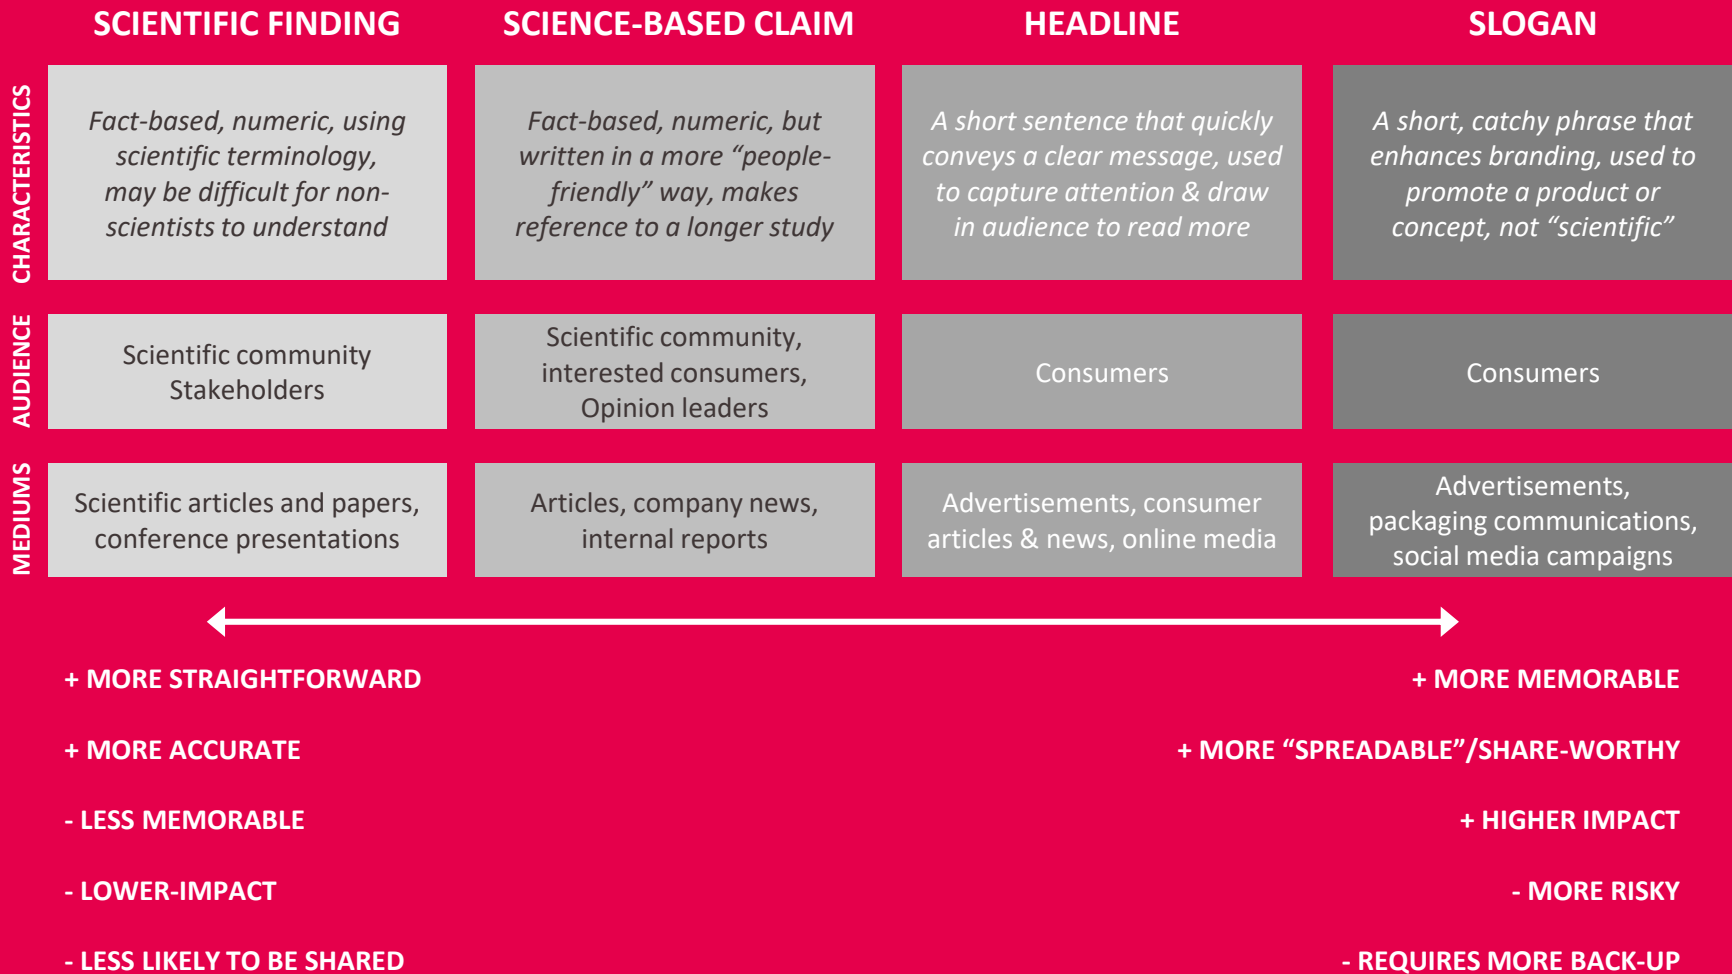 SCIENTIFIC FINDING
SCIENCE-BASED CLAIM
HEADLINE
SLOGAN
CHARACTERISTICS
Fact-based, numeric, using
scientific terminology,
may be difficult for non-
scientists to understand
Fact-based, numeric, but
written in a more “people-
friendly” way, makes
reference to a longer study
A short sentence that quickly
conveys a clear message, used
to capture attention & draw
in audience to read more
A short, catchy phrase that
enhances branding, used to
promote a product or
concept, not “scientific”
AUDIENCE
Scientific community
Stakeholders
Scientific community,
interested consumers,
Opinion leaders
Consumers
Consumers
MEDIUMS
Scientific articles and papers,
conference presentations
Articles, company news,
internal reports
Advertisements, consumer
articles & news, online media
Advertisements,
packaging communications,
social media campaigns
+ MORE STRAIGHTFORWARD
+ MORE ACCURATE
- LESS MEMORABLE
- LOWER-IMPACT
- LESS LIKELY TO BE SHARED
+ MORE MEMORABLE
+ MORE “SPREADABLE”/SHARE-WORTHY
+ HIGHER IMPACT
- MORE RISKY
- REQUIRES MORE BACK-UP